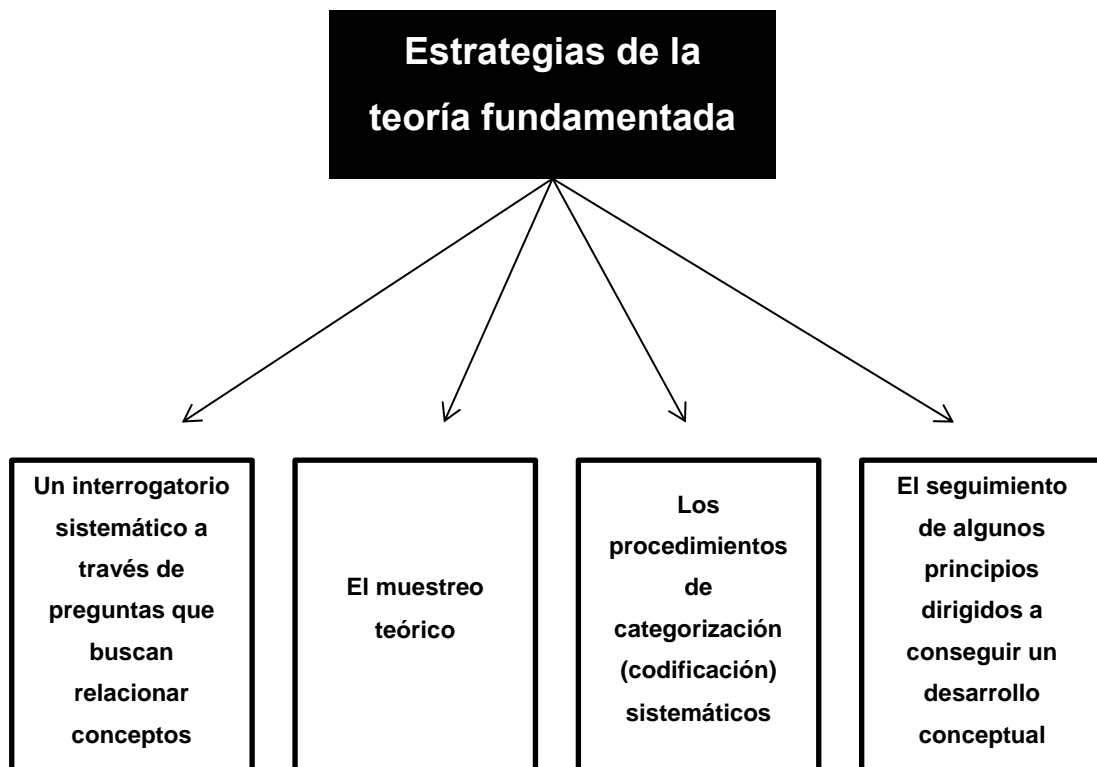 Estrategias de la
teoría fundamentada
Un interrogatorio
sistemático a
través de
preguntas que
buscan
relacionar
conceptos
El muestreo
teórico
Los
procedimientos
de
categorización
(codificación)
sistemáticos
El seguimiento
de algunos
principios
dirigidos a
conseguir un
desarrollo
conceptual